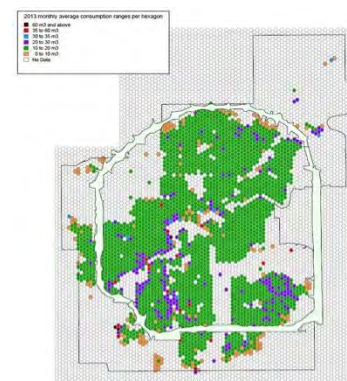 2013 monthly average consumption ranges per hexagon
60 m3 and above
35 to 60 m3
30 to 35 m3
20 to 30 m3
10 to 20 m3
0 to 10 m3
No Data